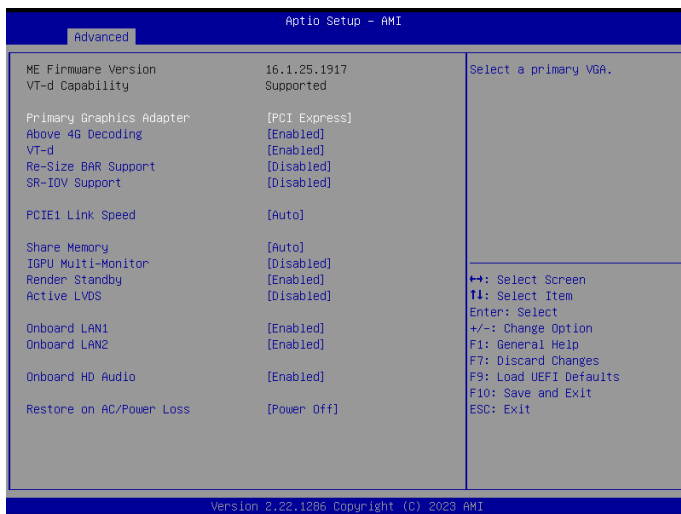 Aptio Setup - AMI
Advanced
ME Firmware Version 16.1.25.1917
VT-d Capability Supported
Primary Graphics Adapter [PCI Express]
Above 4G Decoding [Enabled]
VT-d [Enabled]
Re-Size BAR Support [Disabled]
SR-IOV Support [Disabled]
PCIE1 Link Speed [Auto]
Share Memory [Auto]
IGPU Multi-Monitor [Disabled]
Render Standby [Enabled]
Active LVDS [Disabled]
Onboard LAN1 [Enabled]
Onboard LAN2 [Enabled]
Onboard HD Audio [Enabled]
Restore on AC/Power Loss [Power Off]
Select a primary VGA.
↔: Select Screen
↑↓: Select Item
Enter: Select
+/-: Change Option
F1: General Help
F7: Discard Changes
F9: Load UEFI Defaults
F10: Save and Exit
ESC: Exit
Version 2.22.1286 Copyright (C) 2023 AMI